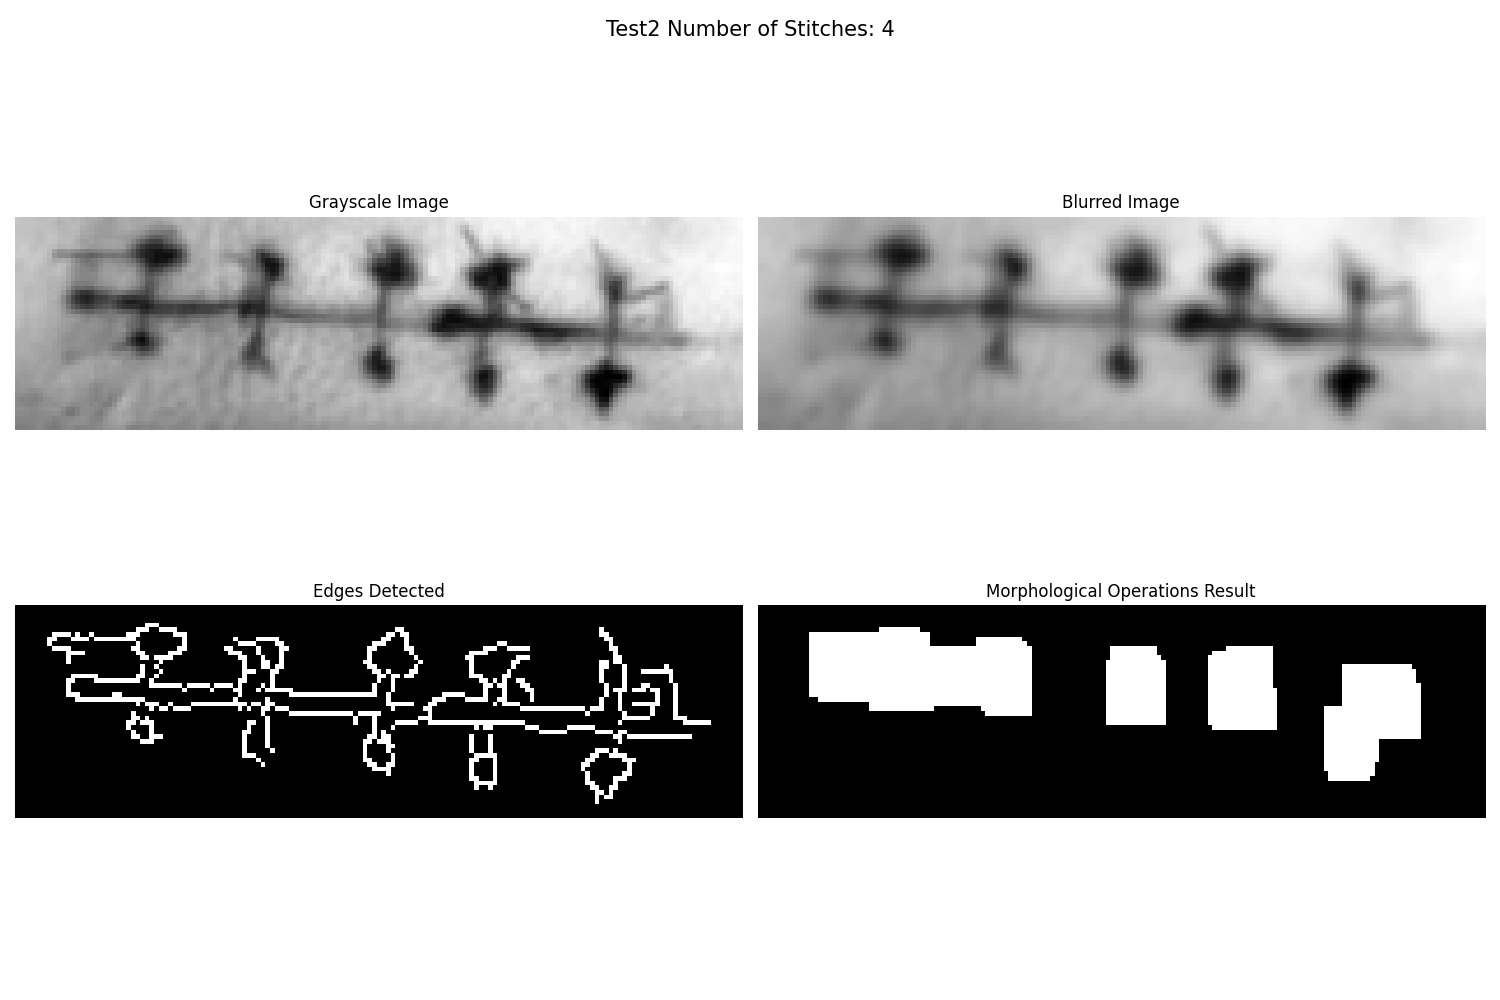 Test2 Number of Stitches: 4
Grayscale Image
Blurred Image
Edges Detected
Morphological Operations Result